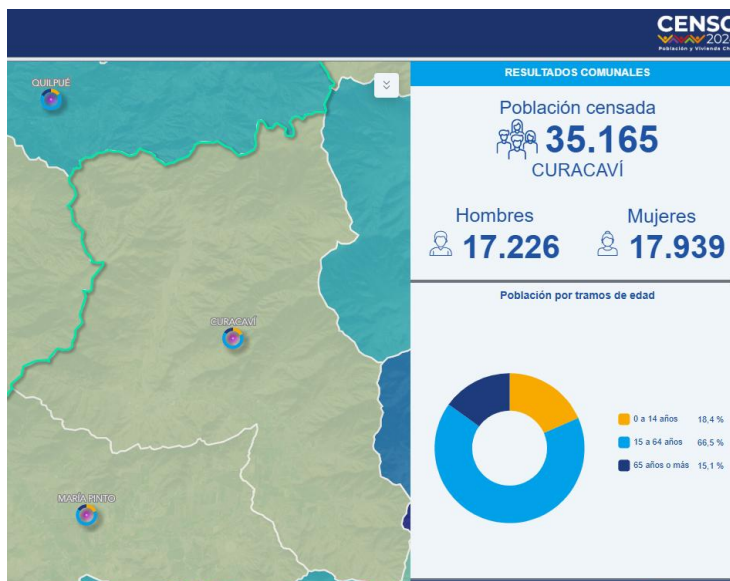 CENSO
202
Población y Vivienda Ch
RESULTADOS COMUNALES
QUILPUÉ
Población censada
35.165
CURACAVÍ
Hombres
Mujeres
17.226
17.939
Población por tramos de edad
CURACAVÍ
0 a 14 años 18,4 %
15 a 64 años 66,5 %
65 años o más 15,1 %
MARÍA PINTO